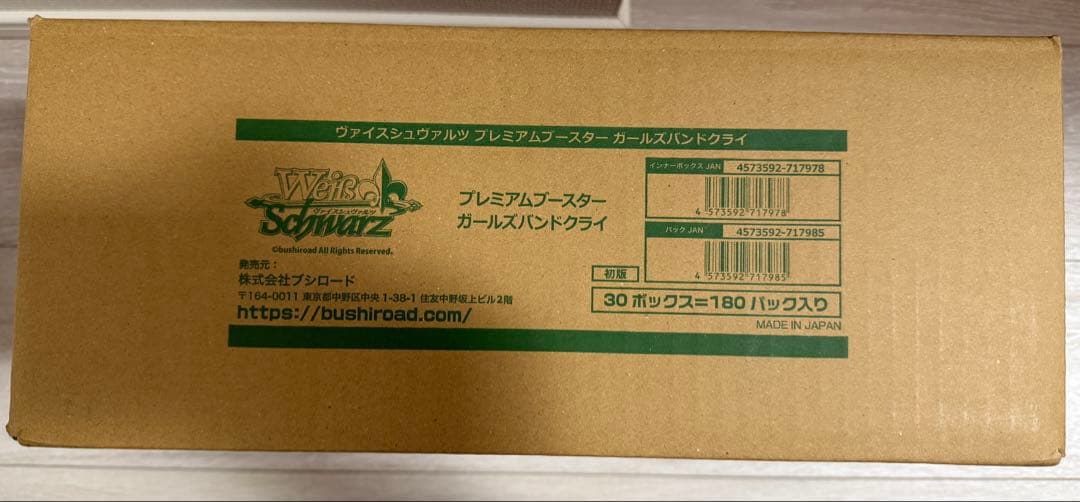 ヴァイスシュヴァルツ プレミアムブースター ガールズバンドクライ
Weiß
ヴァイスシュヴァルツ
Schwarz
©bushiroad All Rights Reserved.
プレミアムブースター
ガールズバンドクライ
インナーボックス JAN 4573592-717978
4 573592 717978
パック JAN 4573592-717985
4 573592 717985
発売元:
株式会社ブシロード
〒164-0011 東京都中野区中央 1-38-1 住友中野坂上ビル2階
https://bushiroad.com/
初版
30 ボックス=180 パック入り
MADE IN JAPAN